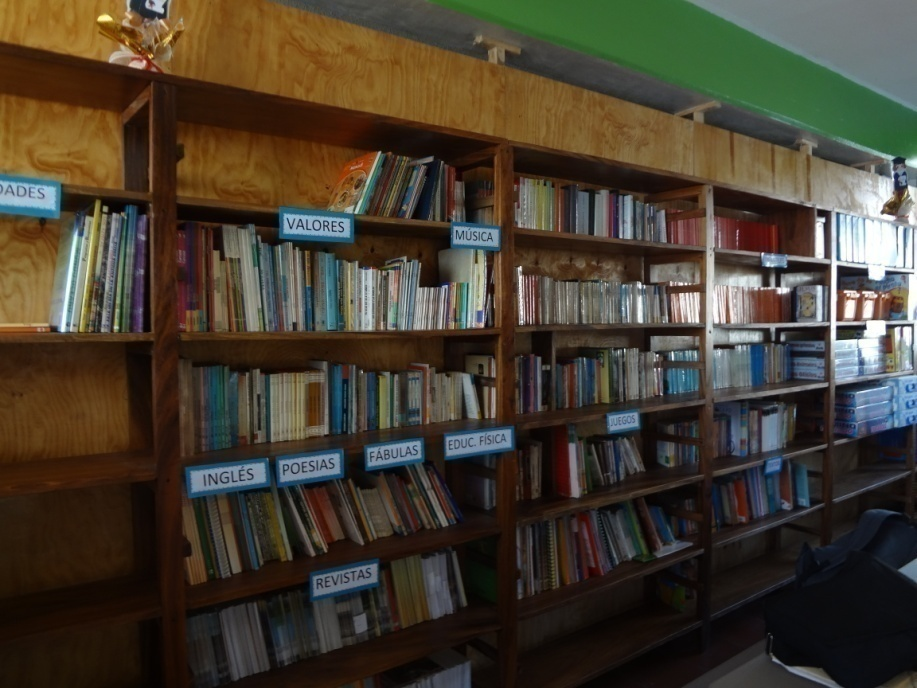 DADES
VALORES
MÚSICA
INGLÉS
POESIAS
FÁBULAS
EDUC. FÍSICA
JUEGOS
REVISTAS